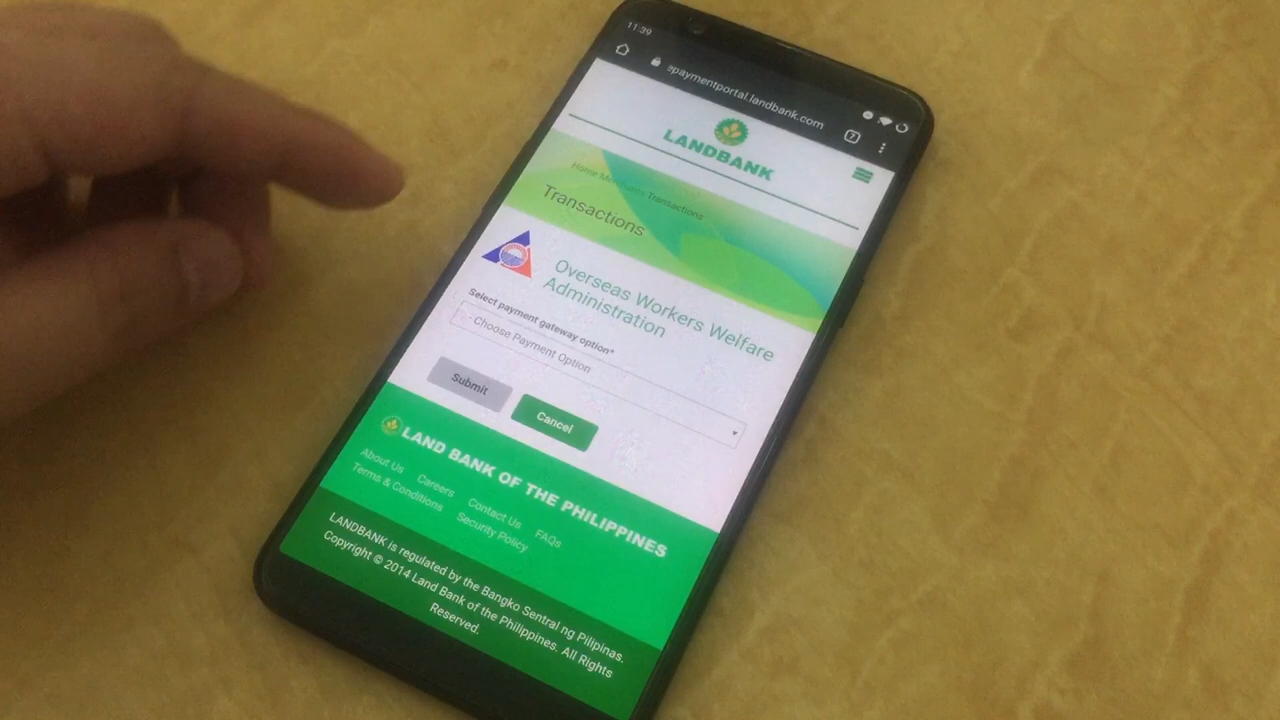 11:39
epaymentportal.landbank.com
7
LANDBANK
Home Merchants Transactions
Transactions
Overseas Workers Welfare
Administration
Select payment gateway option*
- Choose Payment Option
Submit
Cancel
LAND BANK OF THE PHILIPPINES
About Us Careers Contact Us FAQs
Terms & Conditions Security Policy
LANDBANK is regulated by the Bangko Sentral ng Pilipinas.
Copyright © 2014 Land Bank of the Philippines. All Rights
Reserved.